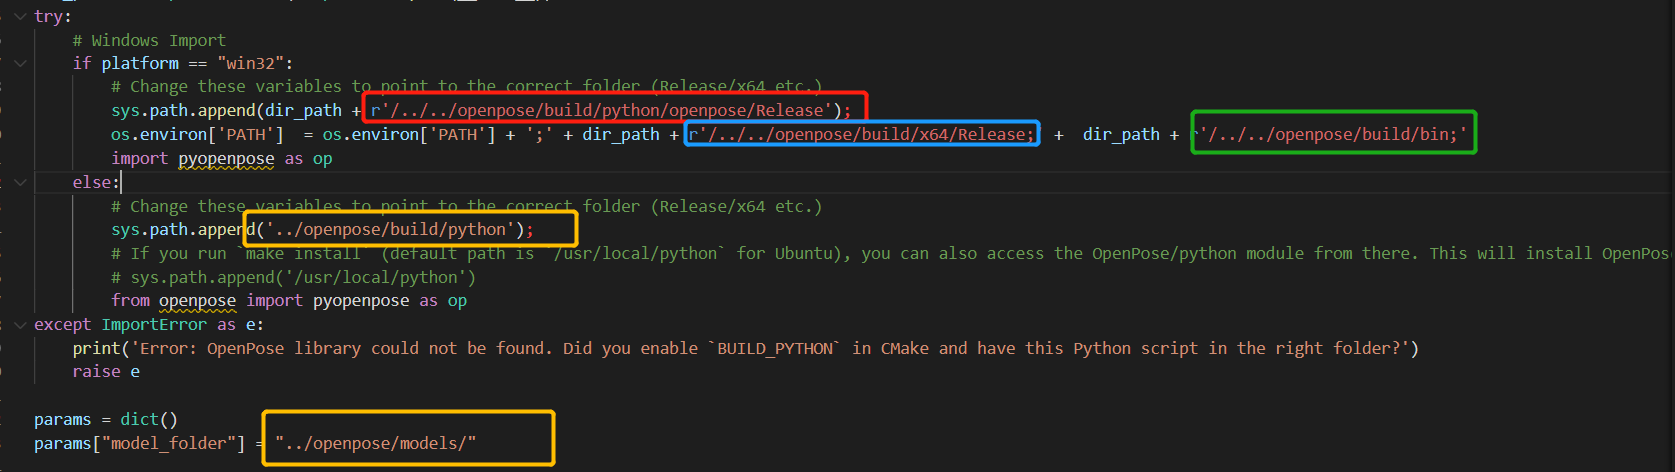 try:
# Windows Import
if platform == "win32":
# Change these variables to point to the correct folder (Release/x64 etc.)
sys.path.append(dir_path + r'/../../openpose/build/python/openpose/Release');
os.environ['PATH']  = os.environ['PATH'] + ';' + dir_path + r'/../../openpose/build/x64/Release;' +  dir_path + r'/../../openpose/build/bin;'
import pyopenpose as op
else:
# Change these variables to point to the correct folder (Release/x64 etc.)
sys.path.append('../openpose/build/python');
# If you run `make install` (default path is `/usr/local/python` for Ubuntu), you can also access the OpenPose/python module from there. This will install OpenPos
# sys.path.append('/usr/local/python')
from openpose import pyopenpose as op
except ImportError as e:
print('Error: OpenPose library could not be found. Did you enable `BUILD_PYTHON` in CMake and have this Python script in the right folder?')
raise e
params = dict()
params["model_folder"] = "../openpose/models/"